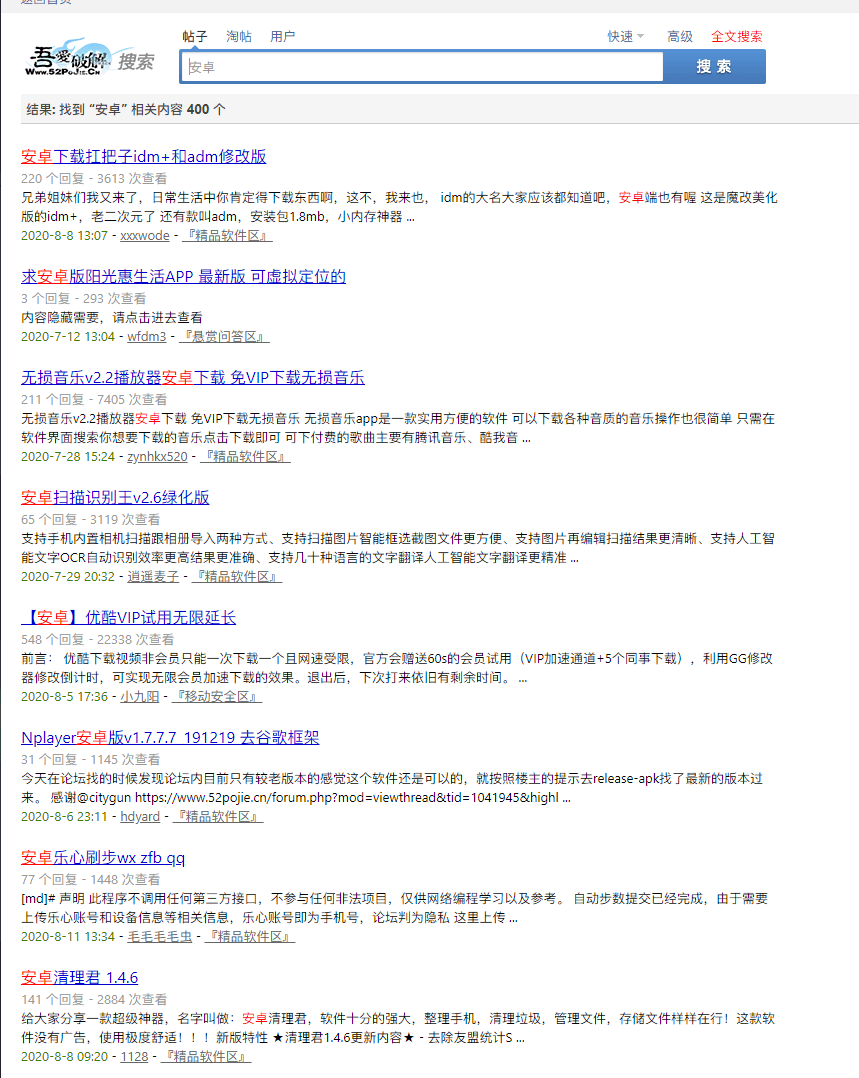 返回首页
帖子 淘帖 用户 快速 高级 全文搜索
吾爱破解 搜索
安卓 搜索
www.52PoJie.Cn
结果: 找到 “安卓” 相关内容 400 个
安卓下载扛把子idm+和adm修改版
220 个回复 - 3613 次查看
兄弟姐妹们我又来了，日常生活中你肯定得下载东西啊，这不，我来也， idm的大名大家应该都知道吧，安卓端也有喔 这是魔改美化
版的idm+，老二次元了 还有款叫adm，安装包1.8mb，小内存神器 ...
2020-8-8 13:07 - xxxwode - 『精品软件区』
求安卓版阳光惠生活APP 最新版 可虚拟定位的
3 个回复 - 293 次查看
内容隐藏需要，请点击进去查看
2020-7-12 13:04 - wfdm3 - 『悬赏问答区』
无损音乐v2.2播放器安卓下载 免VIP下载无损音乐
211 个回复 - 7405 次查看
无损音乐v2.2播放器安卓下载 免VIP下载无损音乐 无损音乐app是一款实用方便的软件 可以下载各种音质的音乐操作也很简单 只需在
软件界面搜索你想要下载的音乐点击下载即可 可下付费的歌曲主要有腾讯音乐、酷我音 ...
2020-7-28 15:24 - zynhkx520 - 『精品软件区』
安卓扫描识别王v2.6绿化版
65 个回复 - 3119 次查看
支持手机内置相机扫描跟相册导入两种方式、支持扫描图片智能框选截图文件更方便、支持图片再编辑扫描结果更清晰、支持人工智
能文字OCR自动识别效率更高结果更准确、支持几十种语言的文字翻译人工智能文字翻译更精准 ...
2020-7-29 20:32 - 逍遥麦子 - 『精品软件区』
【安卓】优酷VIP试用无限延长
548 个回复 - 22338 次查看
前言： 优酷下载视频非会员只能一次下载一个且网速受限，官方会赠送60s的会员试用（VIP加速通道+5个同事下载），利用GG修改
器修改倒计时，可实现无限会员加速下载的效果。退出后，下次打来依旧有剩余时间。 ...
2020-8-5 17:36 - 小九阳 - 『移动安全区』
Nplayer安卓版v1.7.7.7_191219 去谷歌框架
31 个回复 - 1145 次查看
今天在论坛找的时候发现论坛内目前只有较老版本的感觉这个软件还是可以的，就按照楼主的提示去release-apk找了最新的版本过
来。 感谢@citygun https://www.52pojie.cn/forum.php?mod=viewthread&tid=1041945&highl ...
2020-8-6 23:11 - hdyard - 『精品软件区』
安卓乐心刷步wx zfb qq
77 个回复 - 1448 次查看
[md]# 声明 此程序不调用任何第三方接口，不参与任何非法项目，仅供网络编程学习以及参考。 自动步数提交已经完成，由于需要
上传乐心账号和设备信息等相关信息，乐心账号即为手机号，论坛判为隐私 这里上传 ...
2020-8-11 13:34 - 毛毛毛毛虫 - 『精品软件区』
安卓清理君 1.4.6
141 个回复 - 2884 次查看
给大家分享一款超级神器，名字叫做：安卓清理君，软件十分的强大，整理手机，清理垃圾，管理文件，存储文件样样在行！这款软
件没有广告，使用极度舒适！！！新版特性 ★清理君1.4.6更新内容★ - 去除友盟统计S ...
2020-8-8 09:20 - 1128 - 『精品软件区』